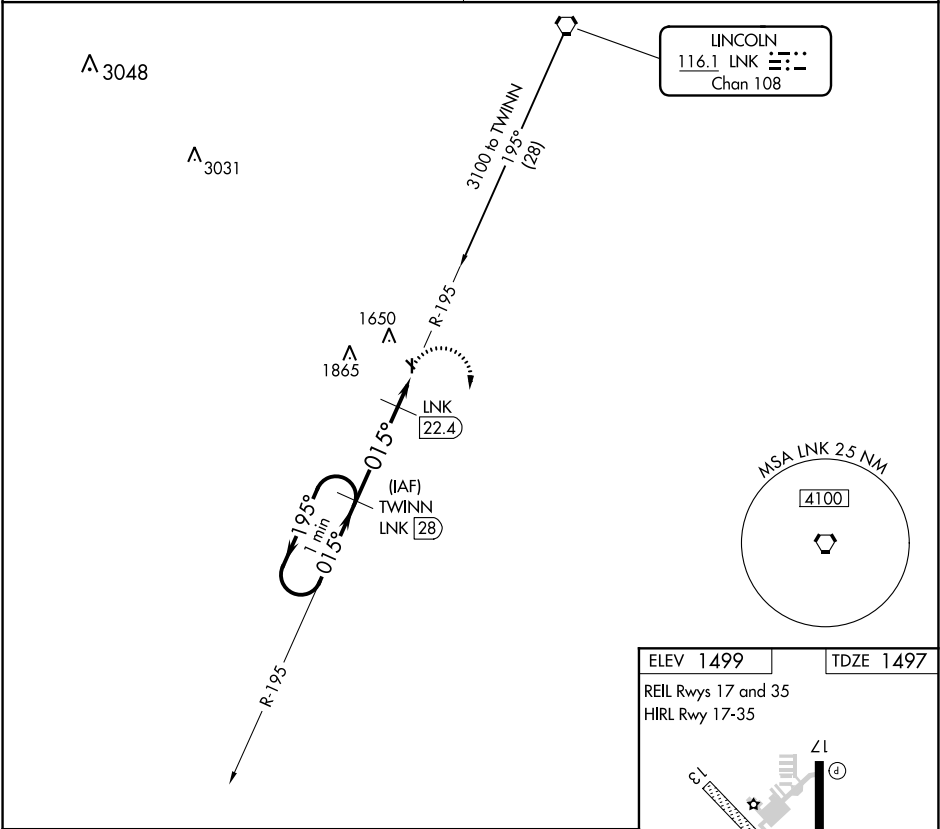 LINCOLN
116.1 LNK
Chan 108
3048
3031
3100 to TWINN
195°
(28)
R-195
1650
1865
LNK
22.4
015°
(IAF)
TWINN
LNK 28
195°
1 min
015°
MSA LNK 25 NM
4100
R-195
ELEV 1499
TDZE 1497
REIL Rwys 17 and 35
HIRL Rwy 17-35
17
P
13